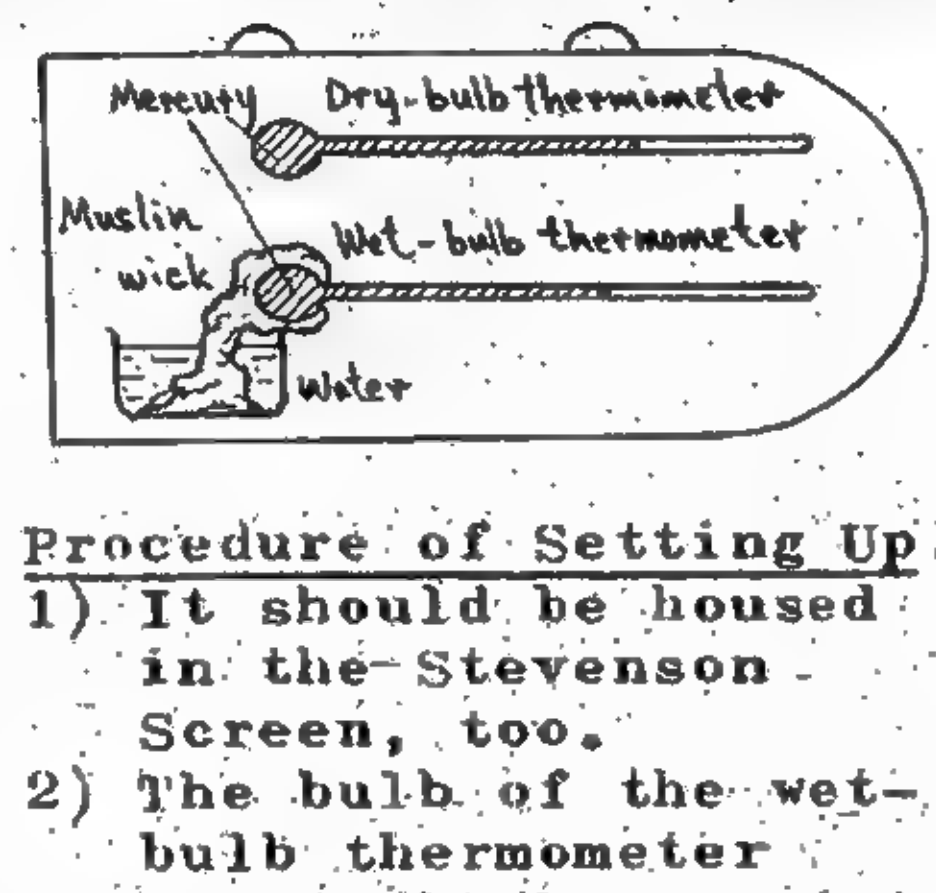 Mercury Dry-bulb thermometer
Muslin
wick
Wet-bulb thermometer
Water
Procedure of Setting Up
1) It should be housed
in the Stevenson
Screen, too.
2) The bulb of the wet-
bulb thermometer